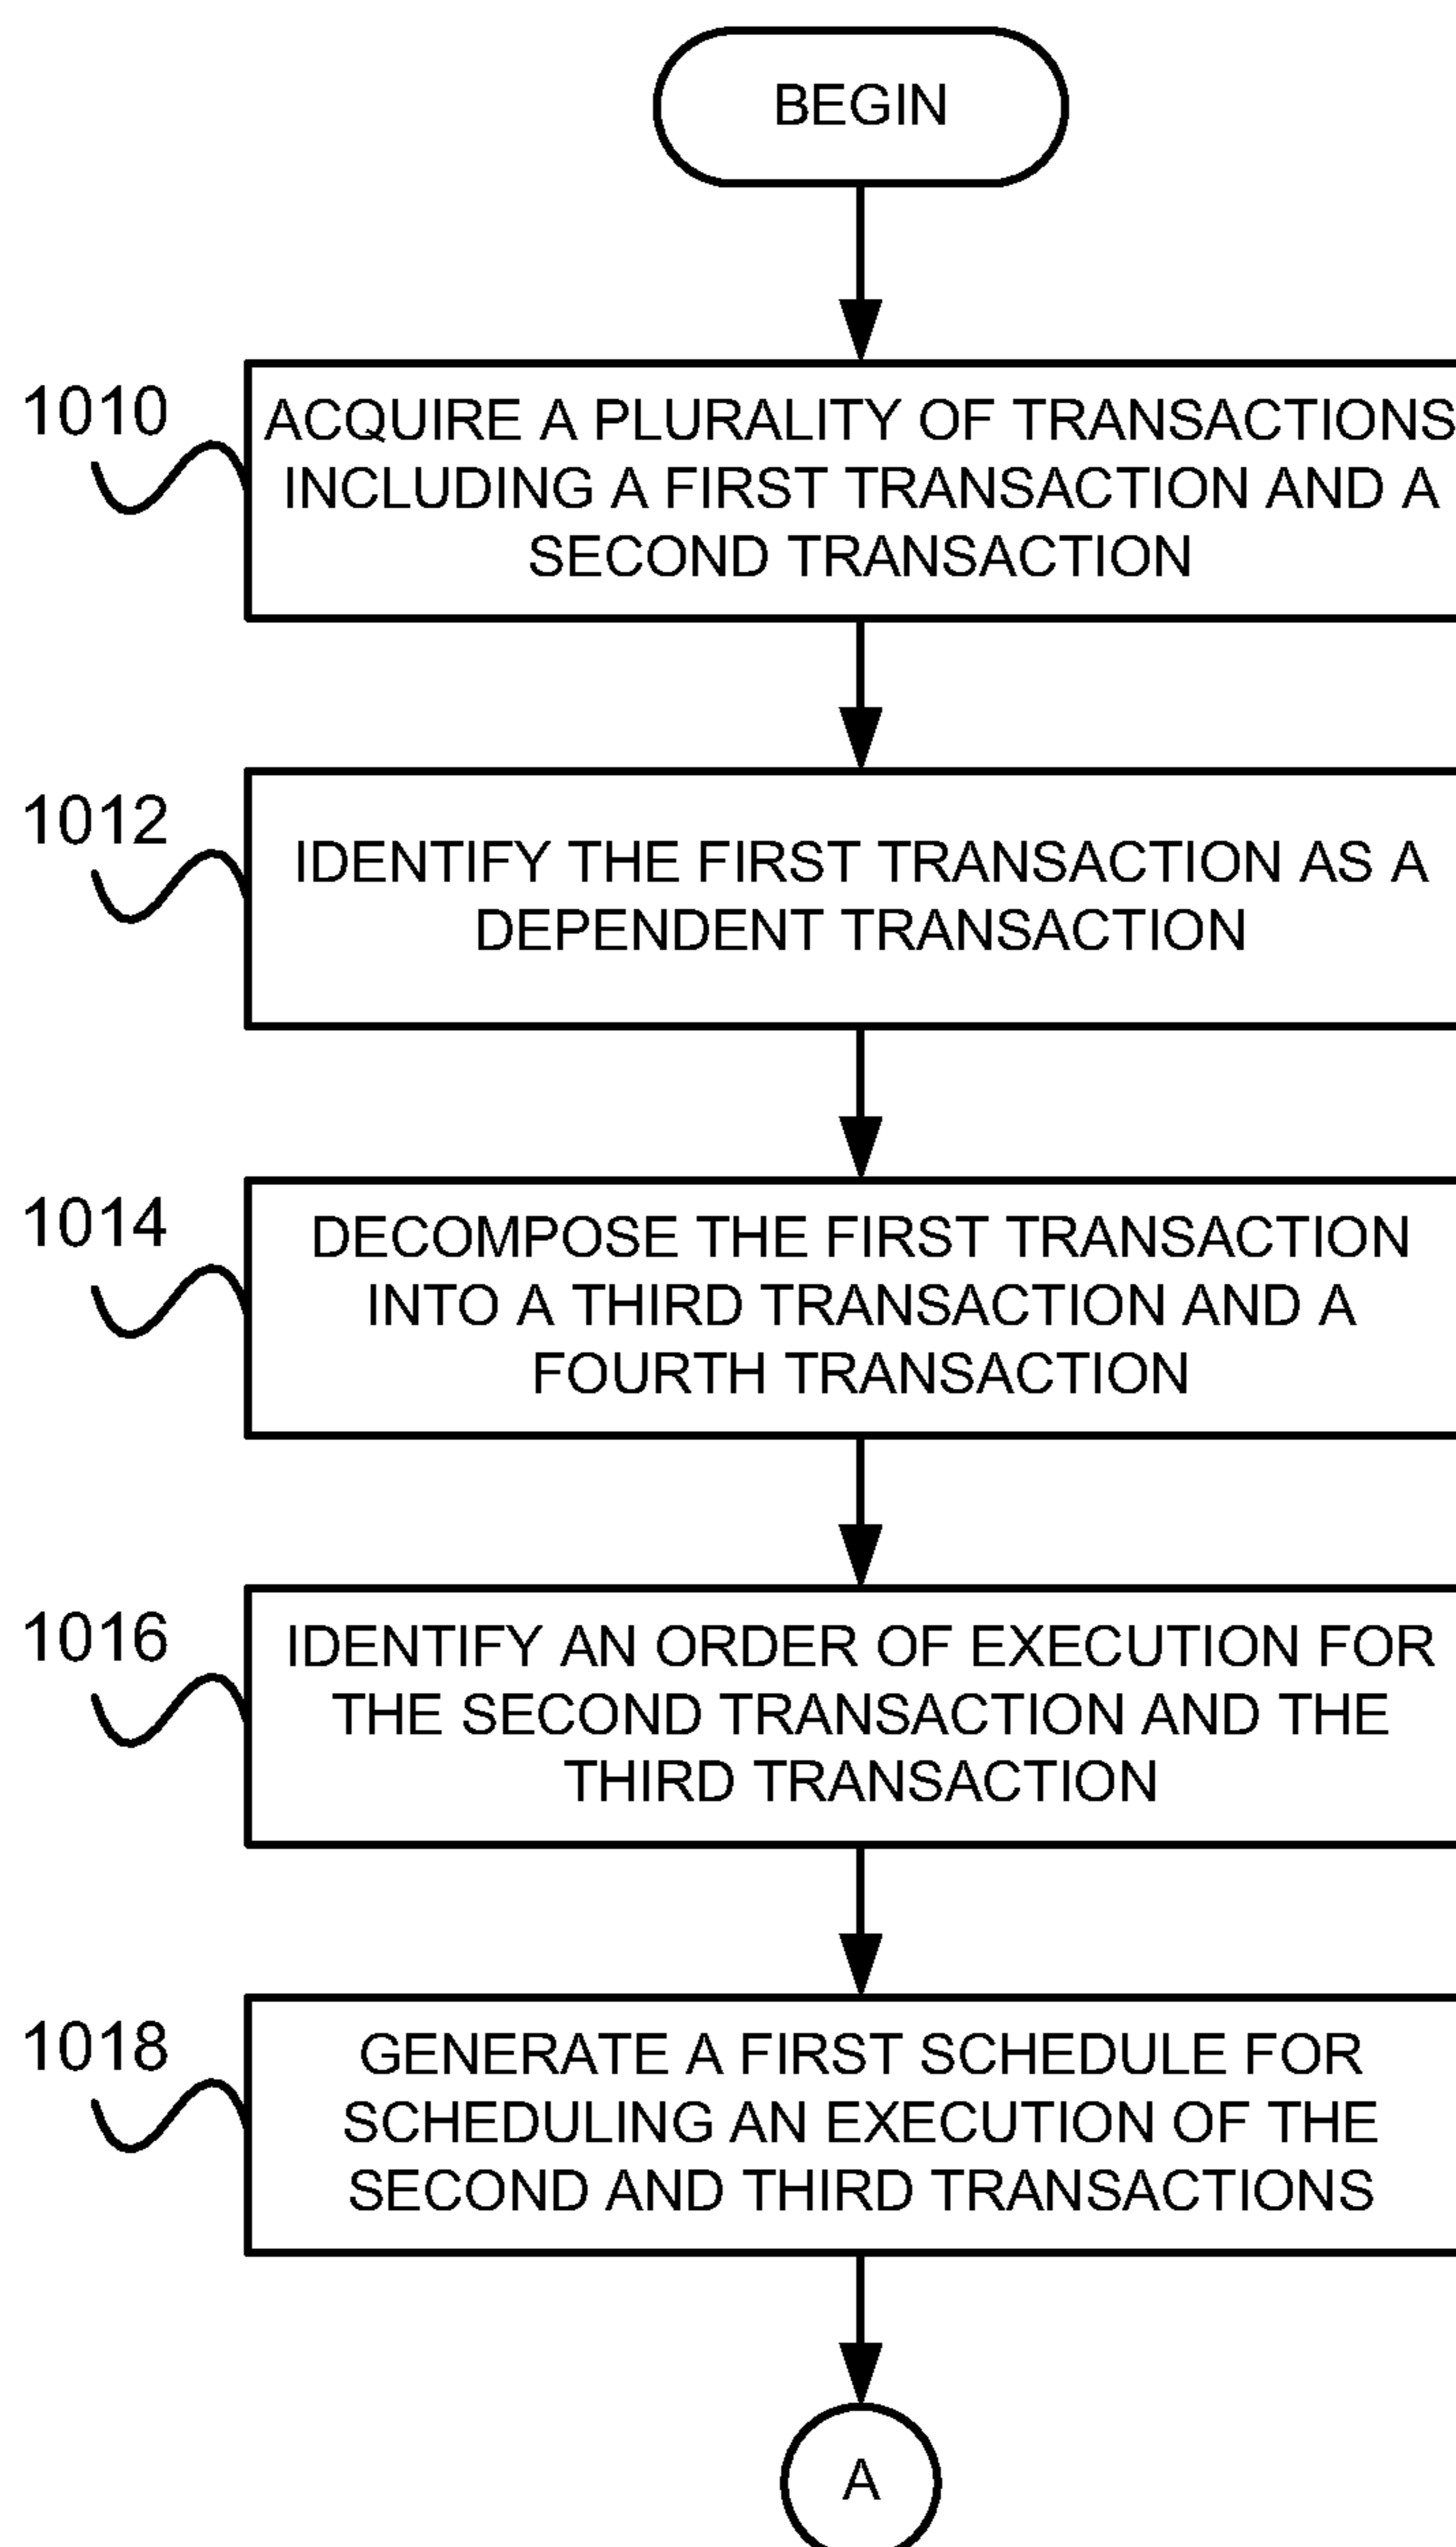 BEGIN
1010
ACQUIRE A PLURALITY OF TRANSACTIONS
INCLUDING A FIRST TRANSACTION AND A
SECOND TRANSACTION
1012
IDENTIFY THE FIRST TRANSACTION AS A
DEPENDENT TRANSACTION
1014
DECOMPOSE THE FIRST TRANSACTION
INTO A THIRD TRANSACTION AND A
FOURTH TRANSACTION
1016
IDENTIFY AN ORDER OF EXECUTION FOR
THE SECOND TRANSACTION AND THE
THIRD TRANSACTION
1018
GENERATE A FIRST SCHEDULE FOR
SCHEDULING AN EXECUTION OF THE
SECOND AND THIRD TRANSACTIONS
A